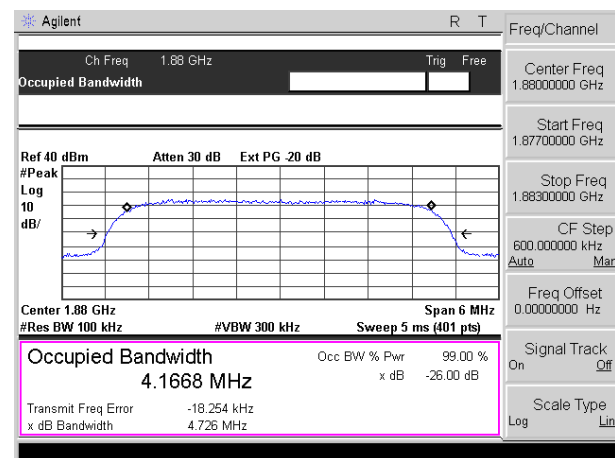 Agilent R T
Ch Freq 1.88 GHz Trig Free
Occupied Bandwidth
Ref 40 dBm Atten 30 dB Ext PG -20 dB
#Peak
Log
10
dB/
Center 1.88 GHz Span 6 MHz
#Res BW 100 kHz #VBW 300 kHz Sweep 5 ms (401 pts)
Occupied Bandwidth Occ BW % Pwr 99.00 %
4.1668 MHz x dB -26.00 dB
Transmit Freq Error -18.254 kHz
x dB Bandwidth 4.726 MHz
Freq/Channel
Center Freq
1.88000000 GHz
Start Freq
1.87700000 GHz
Stop Freq
1.88300000 GHz
CF Step
600.000000 kHz
Auto Man
Freq Offset
0.00000000 Hz
Signal Track
On Off
Scale Type
Log Lin